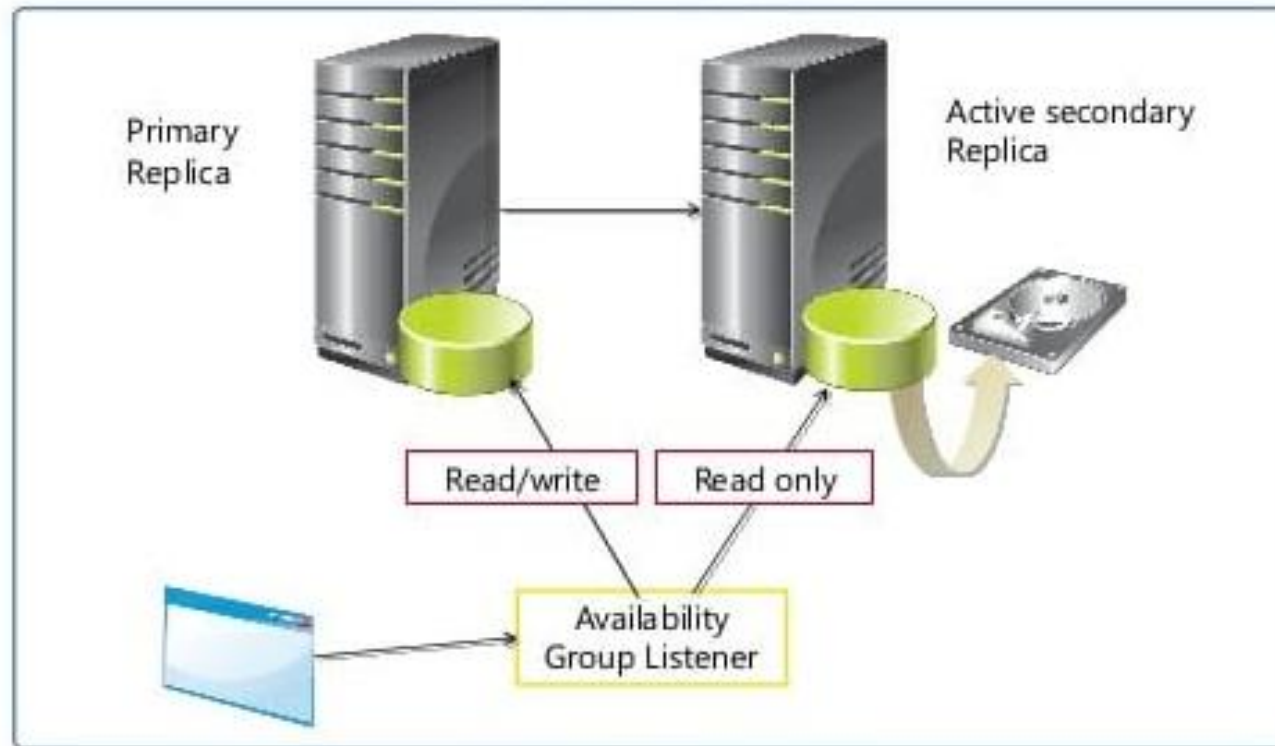 Primary
Replica
Active secondary
Replica
Read/write
Read only
Availability
Group Listener